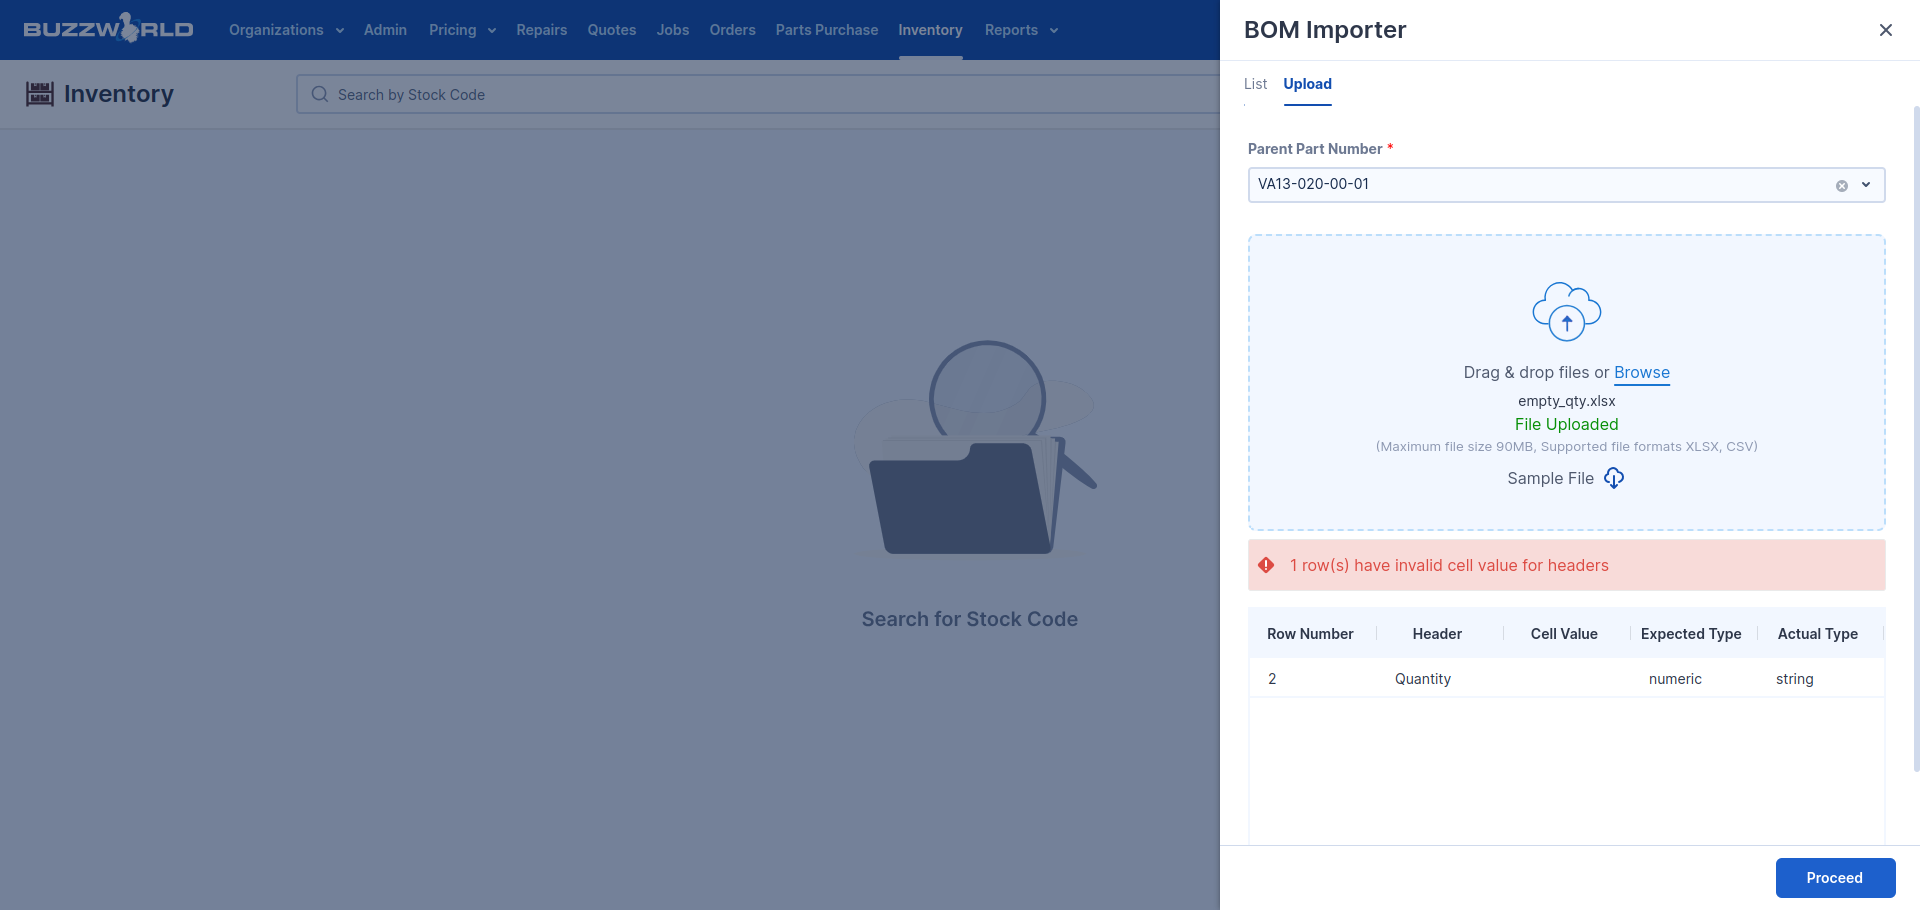 BUZZWORLD
Organizations Admin Pricing Repairs Quotes Jobs Orders Parts Purchase Inventory Reports
Inventory
Search by Stock Code
Search for Stock Code
BOM Importer
List Upload
Parent Part Number *
VA13-020-00-01
Drag & drop files or Browse
empty_qty.xlsx
File Uploaded
(Maximum file size 90MB, Supported file formats XLSX, CSV)
Sample File
1 row(s) have invalid cell value for headers
Row Number Header Cell Value Expected Type Actual Type
2 Quantity numeric string
Proceed